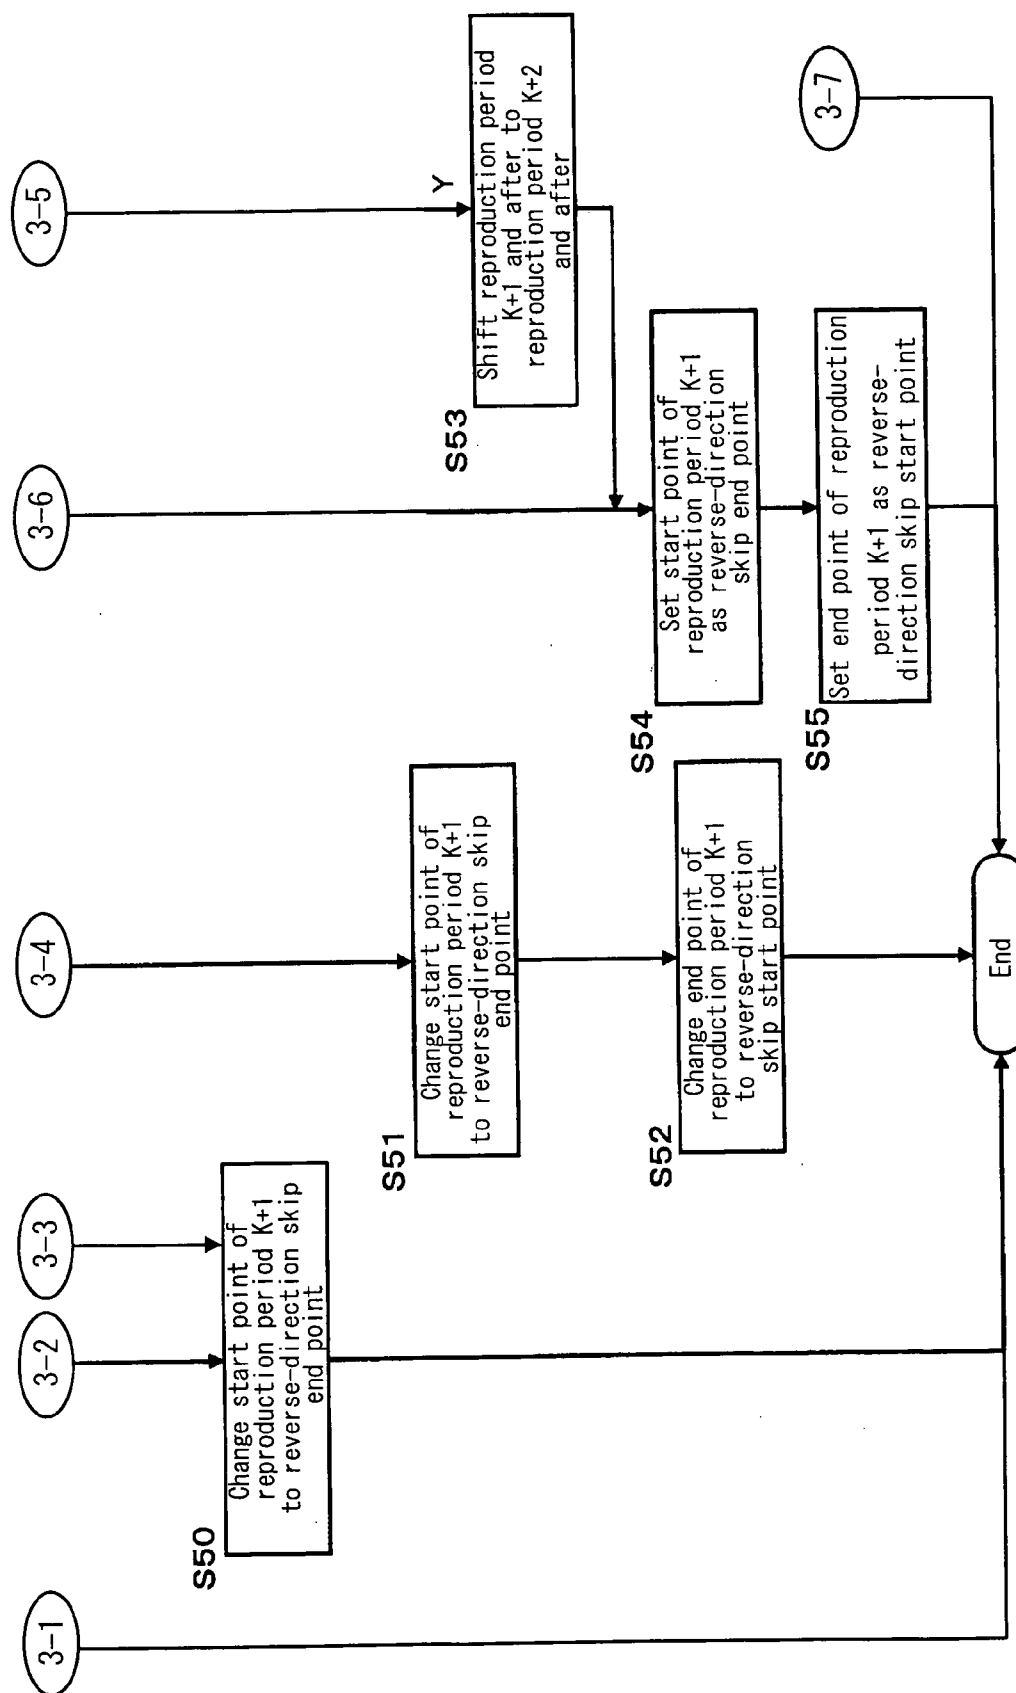 3-1
3-2
3-3
3-4
3-6
3-5
3-7
S50
Change start point of
reproduction period K+1
to reverse-direction skip
end point
S51
Change start point of
reproduction period K+1
to reverse-direction skip
end point
S52
Change end point of
reproduction period K+1
to reverse-direction
skip start point
Y
S53
Shift reproduction period
K+1 and after to
reproduction period K+2
and after
S54
Set start point of
reproduction period K+1
as reverse-direction
skip end point
S55
Set end point of reproduction
period K+1 as reverse-
direction skip start point
End